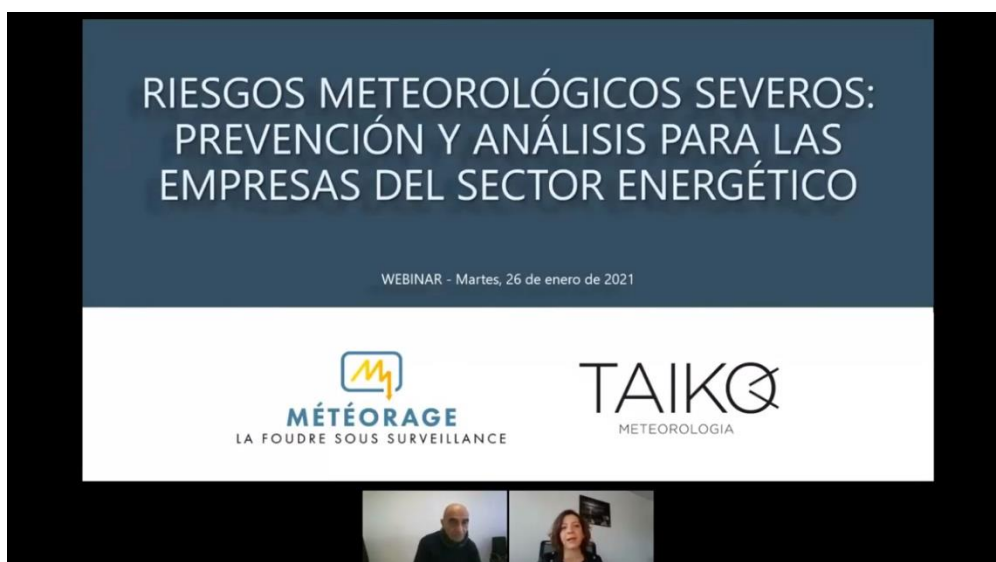 RIESGOS METEOROLÓGICOS SEVEROS:
PREVENCIÓN Y ANÁLISIS PARA LAS
EMPRESAS DEL SECTOR ENERGÉTICO
WEBINAR - Martes, 26 de enero de 2021
MÉTÉORAGE
LA FOUDRE SOUS SURVEILLANCE
TAIKO
METEOROLOGIA